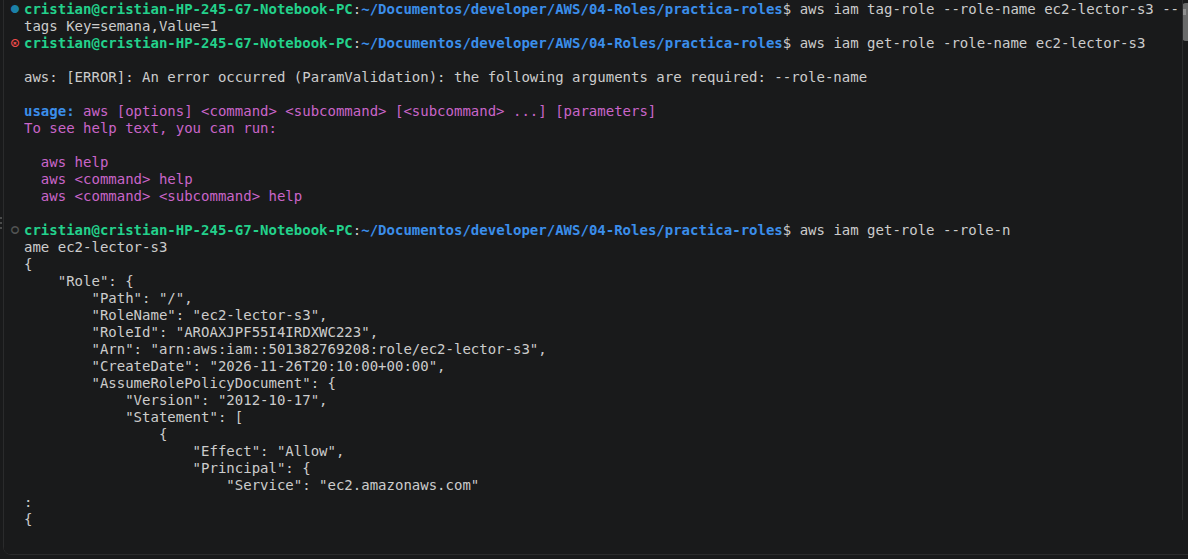 cristian@cristian-HP-245-G7-Notebook-PC:~/Documentos/developer/AWS/04-Roles/practica-roles$ aws iam tag-role --role-name ec2-lector-s3 --
tags Key=semana,Value=1
cristian@cristian-HP-245-G7-Notebook-PC:~/Documentos/developer/AWS/04-Roles/practica-roles$ aws iam get-role -role-name ec2-lector-s3

aws: [ERROR]: An error occurred (ParamValidation): the following arguments are required: --role-name

usage: aws [options] <command> <subcommand> [<subcommand> ...] [parameters]
To see help text, you can run:

  aws help
  aws <command> help
  aws <command> <subcommand> help

cristian@cristian-HP-245-G7-Notebook-PC:~/Documentos/developer/AWS/04-Roles/practica-roles$ aws iam get-role --role-n
ame ec2-lector-s3
{
    "Role": {
        "Path": "/",
        "RoleName": "ec2-lector-s3",
        "RoleId": "AROAXJPF55I4IRDXWC223",
        "Arn": "arn:aws:iam::501382769208:role/ec2-lector-s3",
        "CreateDate": "2026-11-26T20:10:00+00:00",
        "AssumeRolePolicyDocument": {
            "Version": "2012-10-17",
            "Statement": [
                {
                    "Effect": "Allow",
                    "Principal": {
                        "Service": "ec2.amazonaws.com"
:
{